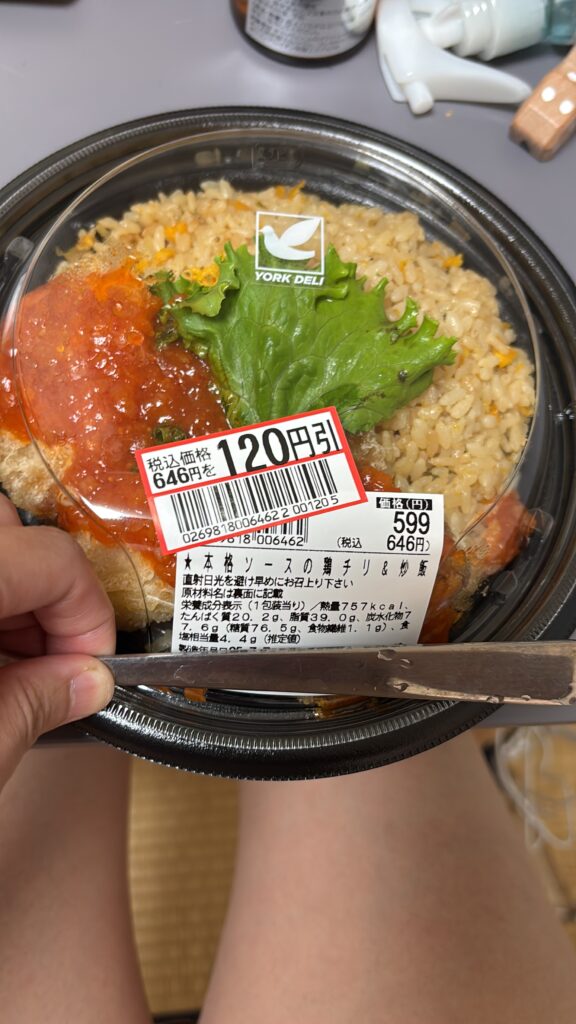 YORK DELI
税込価格
646円を
120円引
02698180064622001205
9818 006462
価格(円)
599
(税込 646円)
★本格ソースの鶏チリ&炒飯
直射日光を避け早めにお召上り下さい
原材料名は裏面に記載
栄養成分表示(1包装当り)/熱量757kcal、
たんぱく質20.2g、脂質39.0g、炭水化物7
7.6g(糖質76.5g、食物繊維1.1g)、食
塩相当量4.4g(推定値)